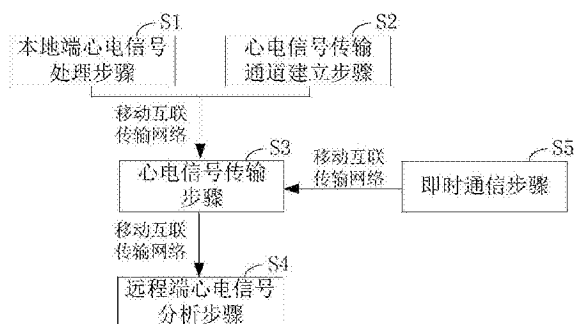 S1
本地端心电信号
处理步骤
S2
心电信号传输
通道建立步骤
移动互联
传输网络
S3
心电信号传输
步骤
移动互联
传输网络
S5
即时通信步骤
移动互联
传输网络
S4
远程端心电信号
分析步骤